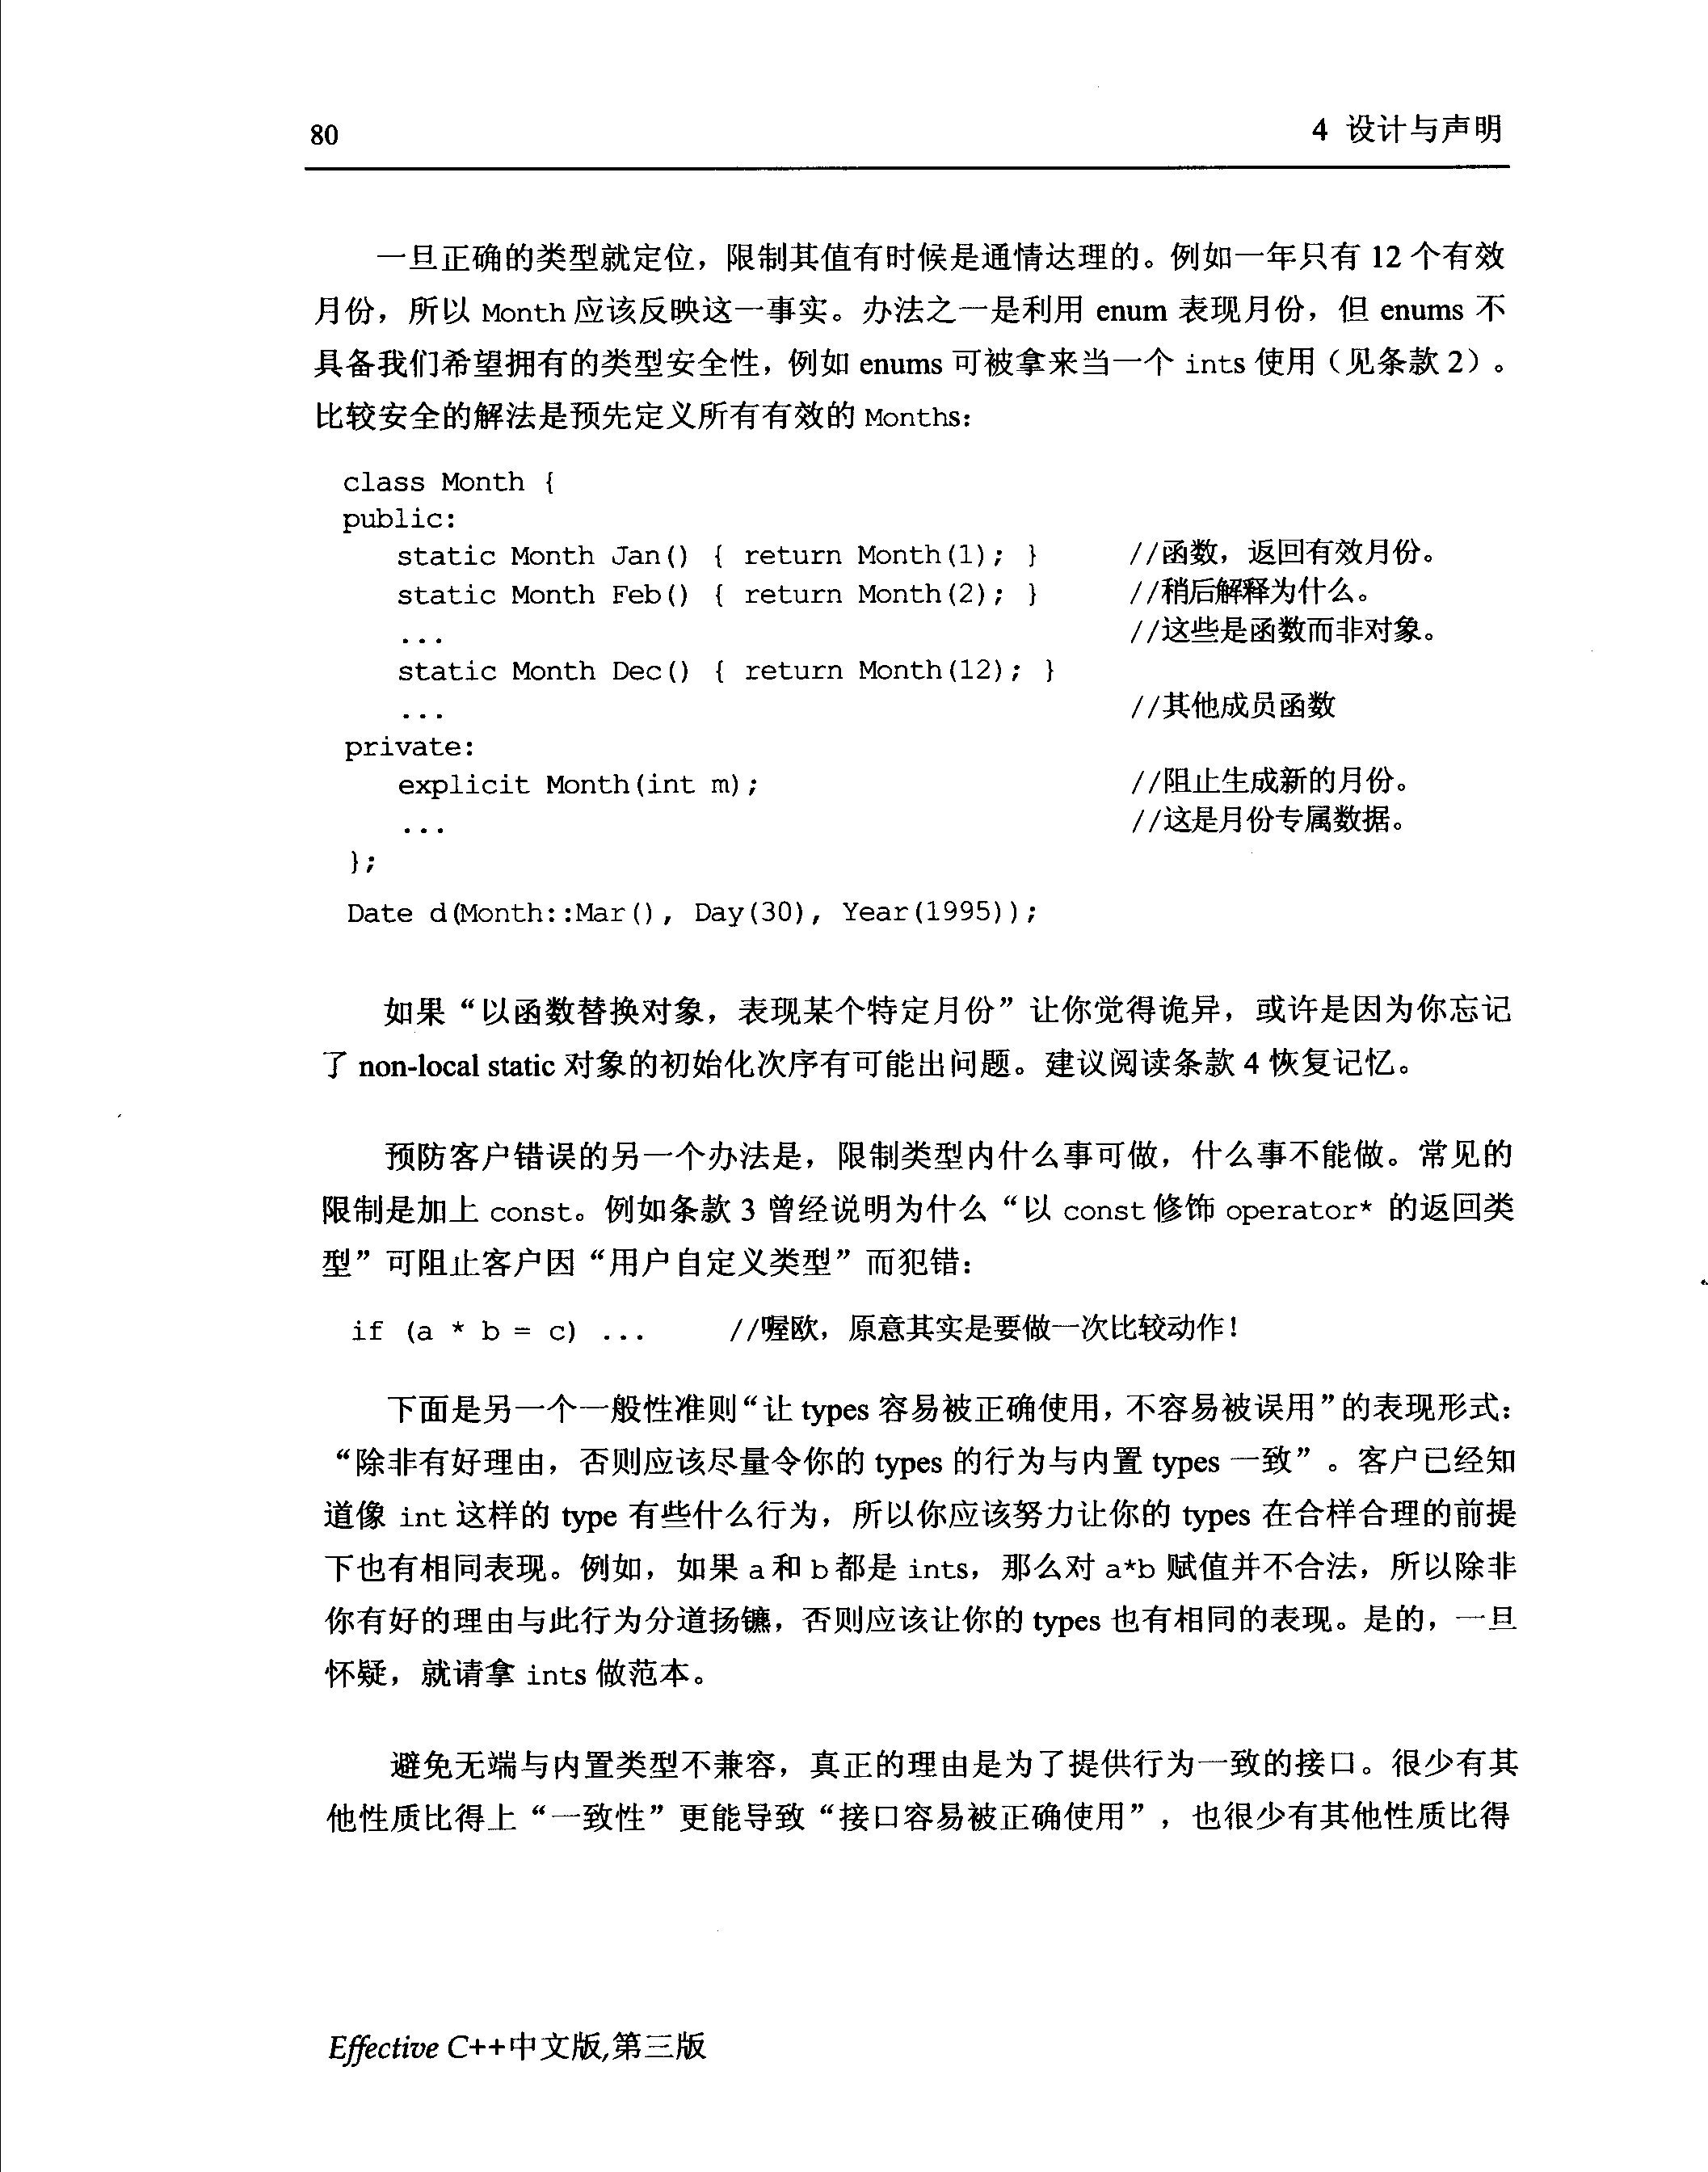 80
4 设计与声明
一旦正确的类型就定位，限制其值有时候是通情达理的。例如一年只有 12 个有效
月份，所以 Month 应该反映这一事实。办法之一是利用 enum 表现月份，但 enums 不
具备我们希望拥有的类型安全性，例如 enums 可被拿来当一个 ints 使用（见条款 2）。
比较安全的解法是预先定义所有有效的 Months：
class Month {
public:
static Month Jan() { return Month(1); } //函数，返回有效月份。
static Month Feb() { return Month(2); } //稍后解释为什么。
... //这些是函数而非对象。
static Month Dec() { return Month(12); }
... //其他成员函数
private:
explicit Month(int m); //阻止生成新的月份。
... //这是月份专属数据。
};
Date d(Month::Mar(), Day(30), Year(1995));
如果“以函数替换对象，表现某个特定月份”让你觉得诡异，或许是因为你忘记
了 non-local static 对象的初始化次序有可能出问题。建议阅读条款 4 恢复记忆。
预防客户错误的另一个办法是，限制类型内什么事可做，什么事不能做。常见的
限制是加上 const。例如条款 3 曾经说明为什么“以 const 修饰 operator* 的返回类
型”可阻止客户因“用户自定义类型”而犯错：
if (a * b = c) ... //喔欧，原意其实是要做一次比较动作！
下面是另一个一般性准则“让 types 容易被正确使用，不容易被误用”的表现形式：
“除非有好理由，否则应该尽量令你的 types 的行为与内置 types 一致”。客户已经知
道像 int 这样的 type 有些什么行为，所以你应该努力让你的 types 在合样合理的前提
下也有相同表现。例如，如果 a 和 b 都是 ints，那么对 a*b 赋值并不合法，所以除非
你有好的理由与此行为分道扬镳，否则应该让你的 types 也有相同的表现。是的，一旦
怀疑，就请拿 ints 做范本。
避免无端与内置类型不兼容，真正的理由是为了提供行为一致的接口。很少有其
他性质比得上“一致性”更能导致“接口容易被正确使用”，也很少有其他性质比得
Effective C++中文版,第三版